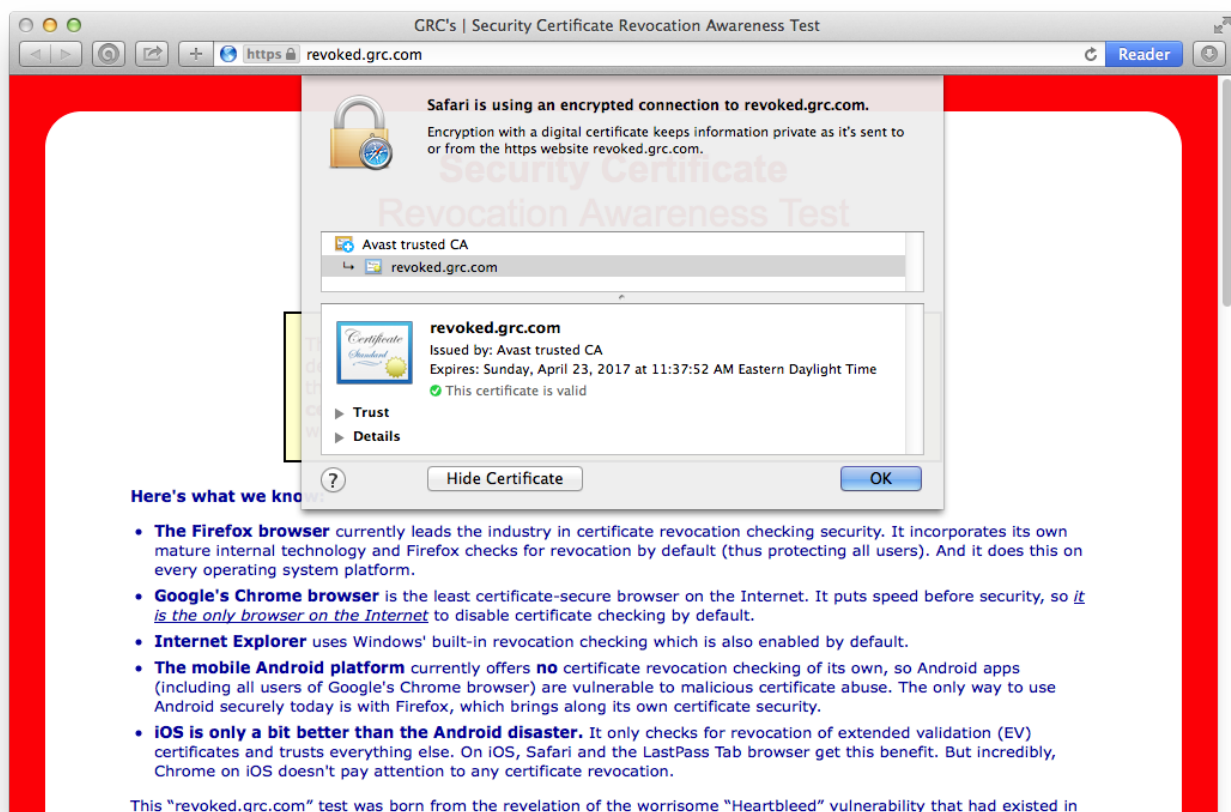 GRC's | Security Certificate Revocation Awareness Test
https revoked.grc.com
Reader
Safari is using an encrypted connection to revoked.grc.com.
Encryption with a digital certificate keeps information private as it's sent to
or from the https website revoked.grc.com.
Security Certificate
Revocation Awareness Test
Avast trusted CA
revoked.grc.com
Certificate
Standard
revoked.grc.com
Issued by: Avast trusted CA
Expires: Sunday, April 23, 2017 at 11:37:52 AM Eastern Daylight Time
This certificate is valid
Trust
Details
?
Hide Certificate
OK
Here's what we know:
• The Firefox browser currently leads the industry in certificate revocation checking security. It incorporates its own
mature internal technology and Firefox checks for revocation by default (thus protecting all users). And it does this on
every operating system platform.
• Google's Chrome browser is the least certificate-secure browser on the Internet. It puts speed before security, so it
is the only browser on the Internet to disable certificate checking by default.
• Internet Explorer uses Windows' built-in revocation checking which is also enabled by default.
• The mobile Android platform currently offers no certificate revocation checking of its own, so Android apps
(including all users of Google's Chrome browser) are vulnerable to malicious certificate abuse. The only way to use
Android securely today is with Firefox, which brings along its own certificate security.
• iOS is only a bit better than the Android disaster. It only checks for revocation of extended validation (EV)
certificates and trusts everything else. On iOS, Safari and the LastPass Tab browser get this benefit. But incredibly,
Chrome on iOS doesn't pay attention to any certificate revocation.
This “revoked.grc.com” test was born from the revelation of the worrisome “Heartbleed” vulnerability that had existed in